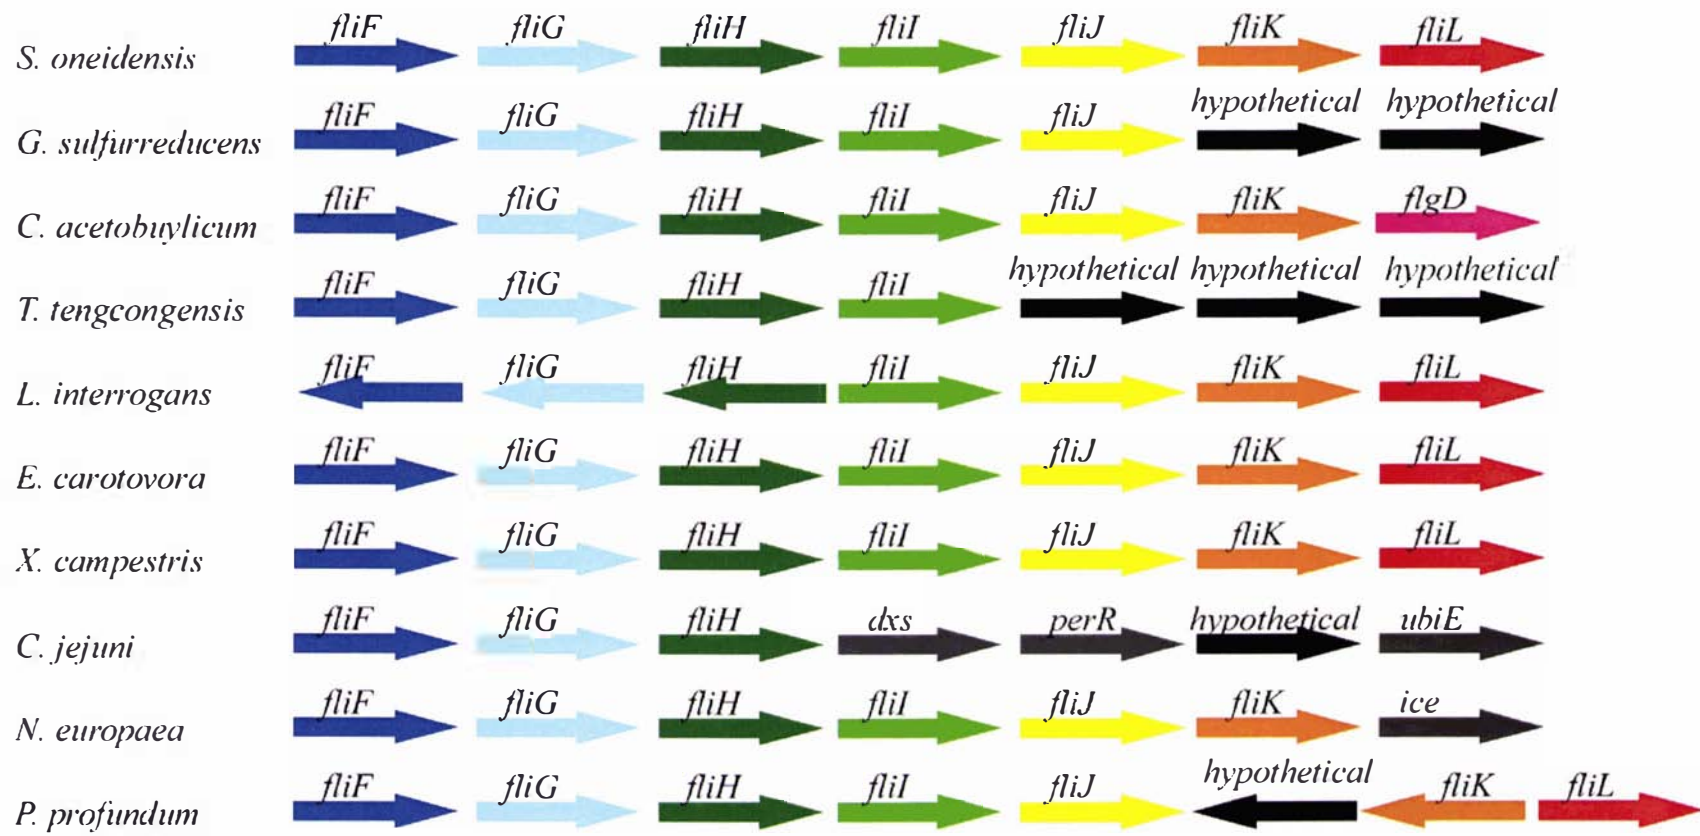 fliF fliG fliH fliI fliJ fliK fliL
S. oneidensis
fliF fliG fliH fliI fliJ hypothetical hypothetical
G. sulfurreducens
fliF fliG fliH fliI fliJ fliK flgD
C. acetobuylicum
fliF fliG fliH fliI hypothetical hypothetical hypothetical
T. tengcongensis
fliF fliG fliH fliI fliJ fliK fliL
L. interrogans
fliF fliG fliH fliI fliJ fliK fliL
E. carotovora
fliF fliG fliH fliI fliJ fliK fliL
X. campestris
fliF fliG fliH dxs perR hypothetical ubiE
C. jejuni
fliF fliG fliH fliI fliJ fliK ice
N. europaea
fliF fliG fliH fliI fliJ hypothetical fliK fliL
P. profundum